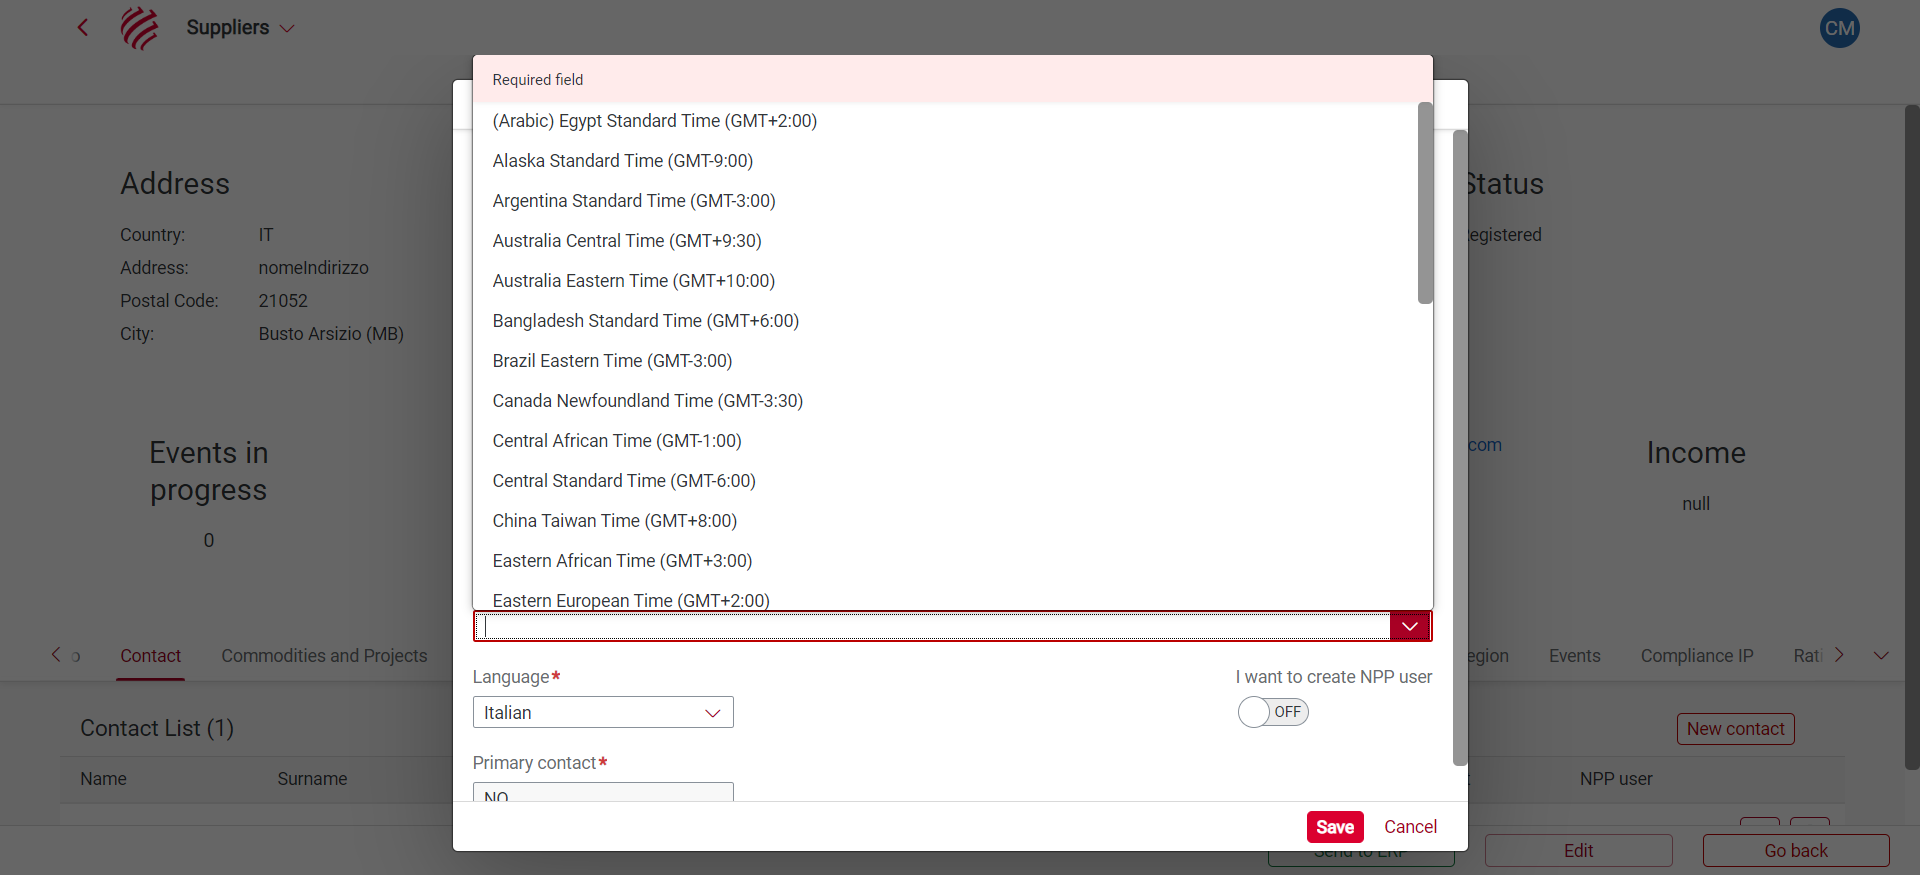 Suppliers
CM
Required field
(Arabic) Egypt Standard Time (GMT+2:00)
Alaska Standard Time (GMT-9:00)
Argentina Standard Time (GMT-3:00)
Australia Central Time (GMT+9:30)
Australia Eastern Time (GMT+10:00)
Bangladesh Standard Time (GMT+6:00)
Brazil Eastern Time (GMT-3:00)
Canada Newfoundland Time (GMT-3:30)
Central African Time (GMT-1:00)
Central Standard Time (GMT-6:00)
China Taiwan Time (GMT+8:00)
Eastern African Time (GMT+3:00)
Eastern European Time (GMT+2:00)
Language*
Italian
I want to create NPP user
OFF
Primary contact*
NO
Save
Cancel
Address
Country: IT
Address: nomeIndirizzo
Postal Code: 21052
City: Busto Arsizio (MB)
Status
egistered
Events in
progress
0
com
Income
null
o
Contact
Commodities and Projects
egion
Events
Compliance IP
Rati
Contact List (1)
New contact
Name
Surname
NPP user
Send to ERP
Edit
Go back